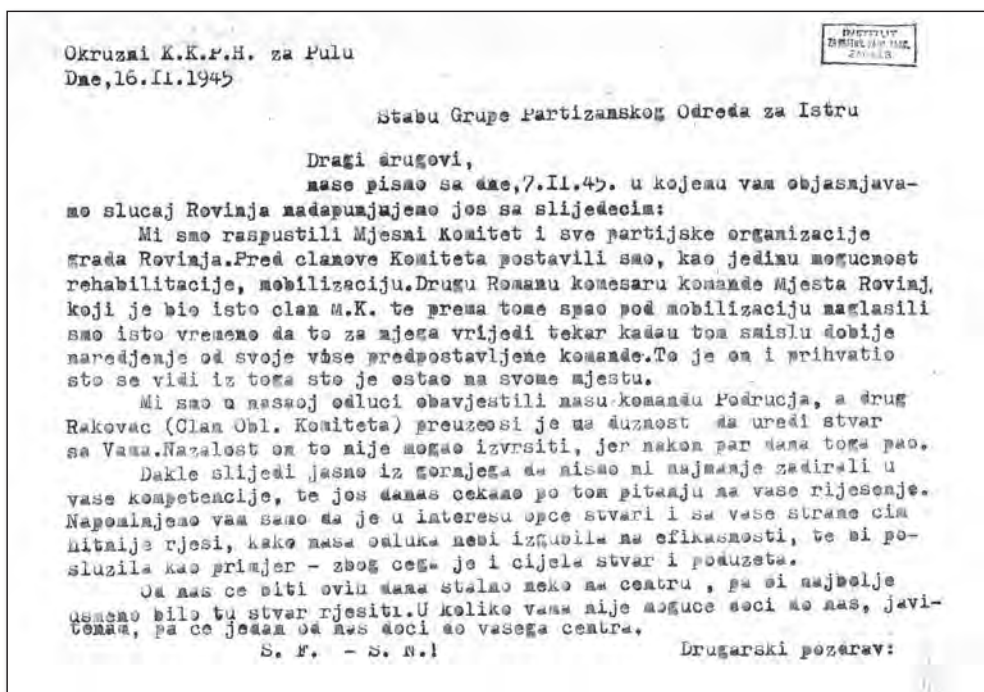 Okruzni K.K.P.H. za Pulu
Dne,16.II.1945
INSTITUT
ZAGREB
Stabu Grupe Partizanskog Odreda za Istru
Dragi drugovi,
nase pismo sa dne,7.II.45. u kojemu vam objasnjava-
mo slucaj Rovinja nadapunjujemo jos sa slijedecim:
Mi smo raspustili Mjesni Komitet i sve partijske organizacije
grada Rovinja.Pred clanove Komiteta postavili smo, kao jedinu mogucnost
rehabilitacije, mobilizaciju.Drugu Romanu komesaru komande Mjesta Rovinj,
koji je bio isto clan M.K. te prema tome spao pod mobilizaciju naglasili
smo isto vremeno da to za njega vrijedi tekar kadau tom smislu dobije
naredjenje od svoje vise predpostavljene komande.To je on i prihvatio
sto se vidi iz toga sto je ostao na svome mjestu.
Mi smo o nasaoj odluci obavjestili nasu komandu Podrucja, a drug
Rakovac (Clan Obl. Komiteta) preuzeosi je na duznost da uredi stvar
sa Vama.Nazalost on to nije mogao izvrsiti, jer nakon par dana toga pao.
Dakle slijedi jasno iz gornjega da nismo ni najmanje zadirali u
vase kompetencije, te jos danas cekamo po tom pitanju na vase rijesenje.
Napominjemo vam samo da je u interesu opce stvari i sa vase strane cim
hitnije rjesi, kako nasa odluka nebi izgubila na efikasnosti, te bi po-
sluzila kao primjer - zbog cega je i cijela stvar i poduzeta.
Od nas ce biti oviu dana stalno neko na centru , pa bi najbolje
usmeno bilo tu stvar rjesiti.U koliko vama nije moguce doci do nas, javi-
tenam, pa ce jedan od nas doci do vasega centra.
S. F. - S. N.!
Drugarski pozdrav: